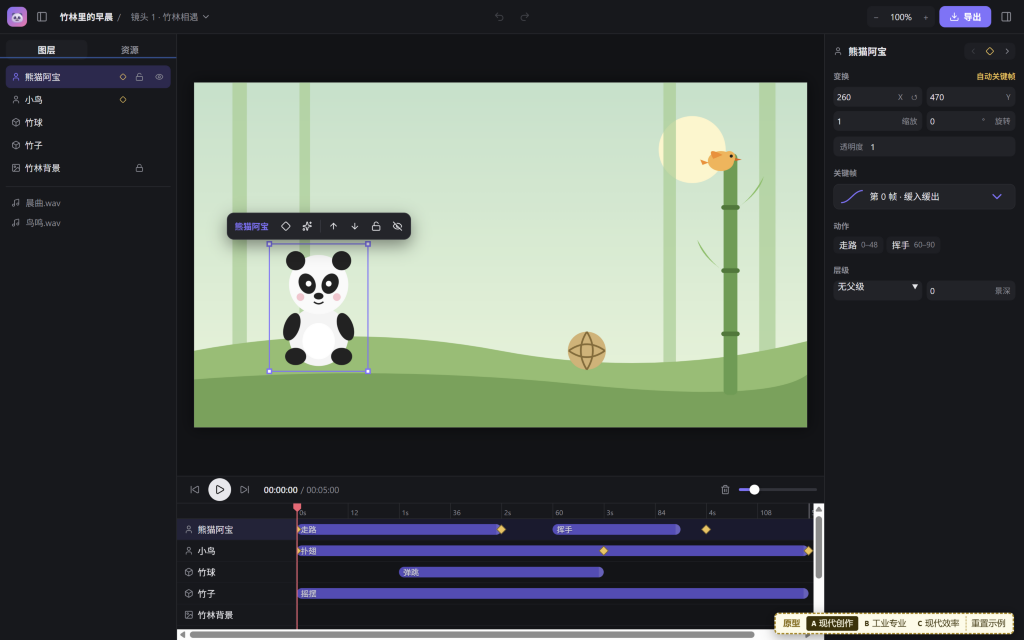 竹林里的早晨 / 镜头 1 · 竹林相遇
100%
导出
图层 资源
熊猫阿宝
小鸟
竹球
竹子
竹林背景
晨曲.wav
鸟鸣.wav
熊猫阿宝
熊猫阿宝
变换 自动关键帧
260 X 470 Y
1 缩放 0 ° 旋转
透明度 1
关键帧
第 0 帧 · 缓入缓出
动作
走路 0–48 挥手 60–90
层级
无父级 0 景深
00:00:00 / 00:05:00
0s 12 1s 36 2s 60 3s 84 4s 108
熊猫阿宝 走路 挥手
小鸟 扑翅
竹球 弹跳
竹子 摇摆
竹林背景
原型 A 现代创作 B 工业专业 C 现代效率 重置示例